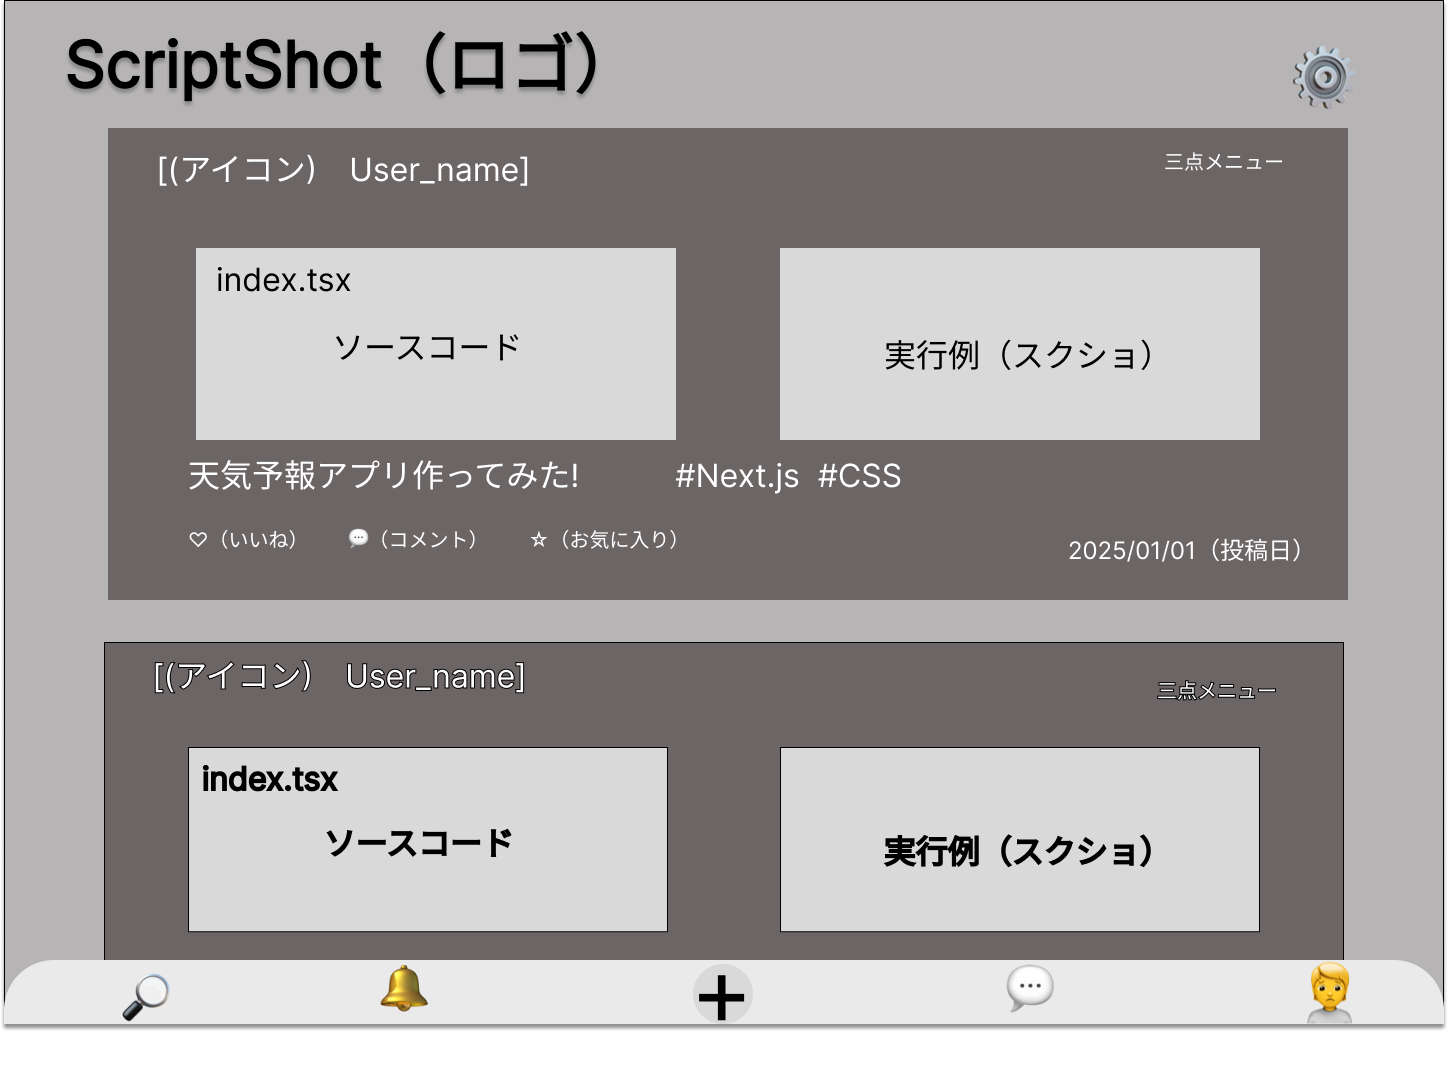 ScriptShot（ロゴ）
[(アイコン)　User_name]
三点メニュー
index.tsx
ソースコード
実行例（スクショ）
天気予報アプリ作ってみた!
#Next.js #CSS
♡（いいね）
💬（コメント）
☆（お気に入り）
2025/01/01（投稿日）
[(アイコン)　User_name]
三点メニュー
index.tsx
ソースコード
実行例（スクショ）